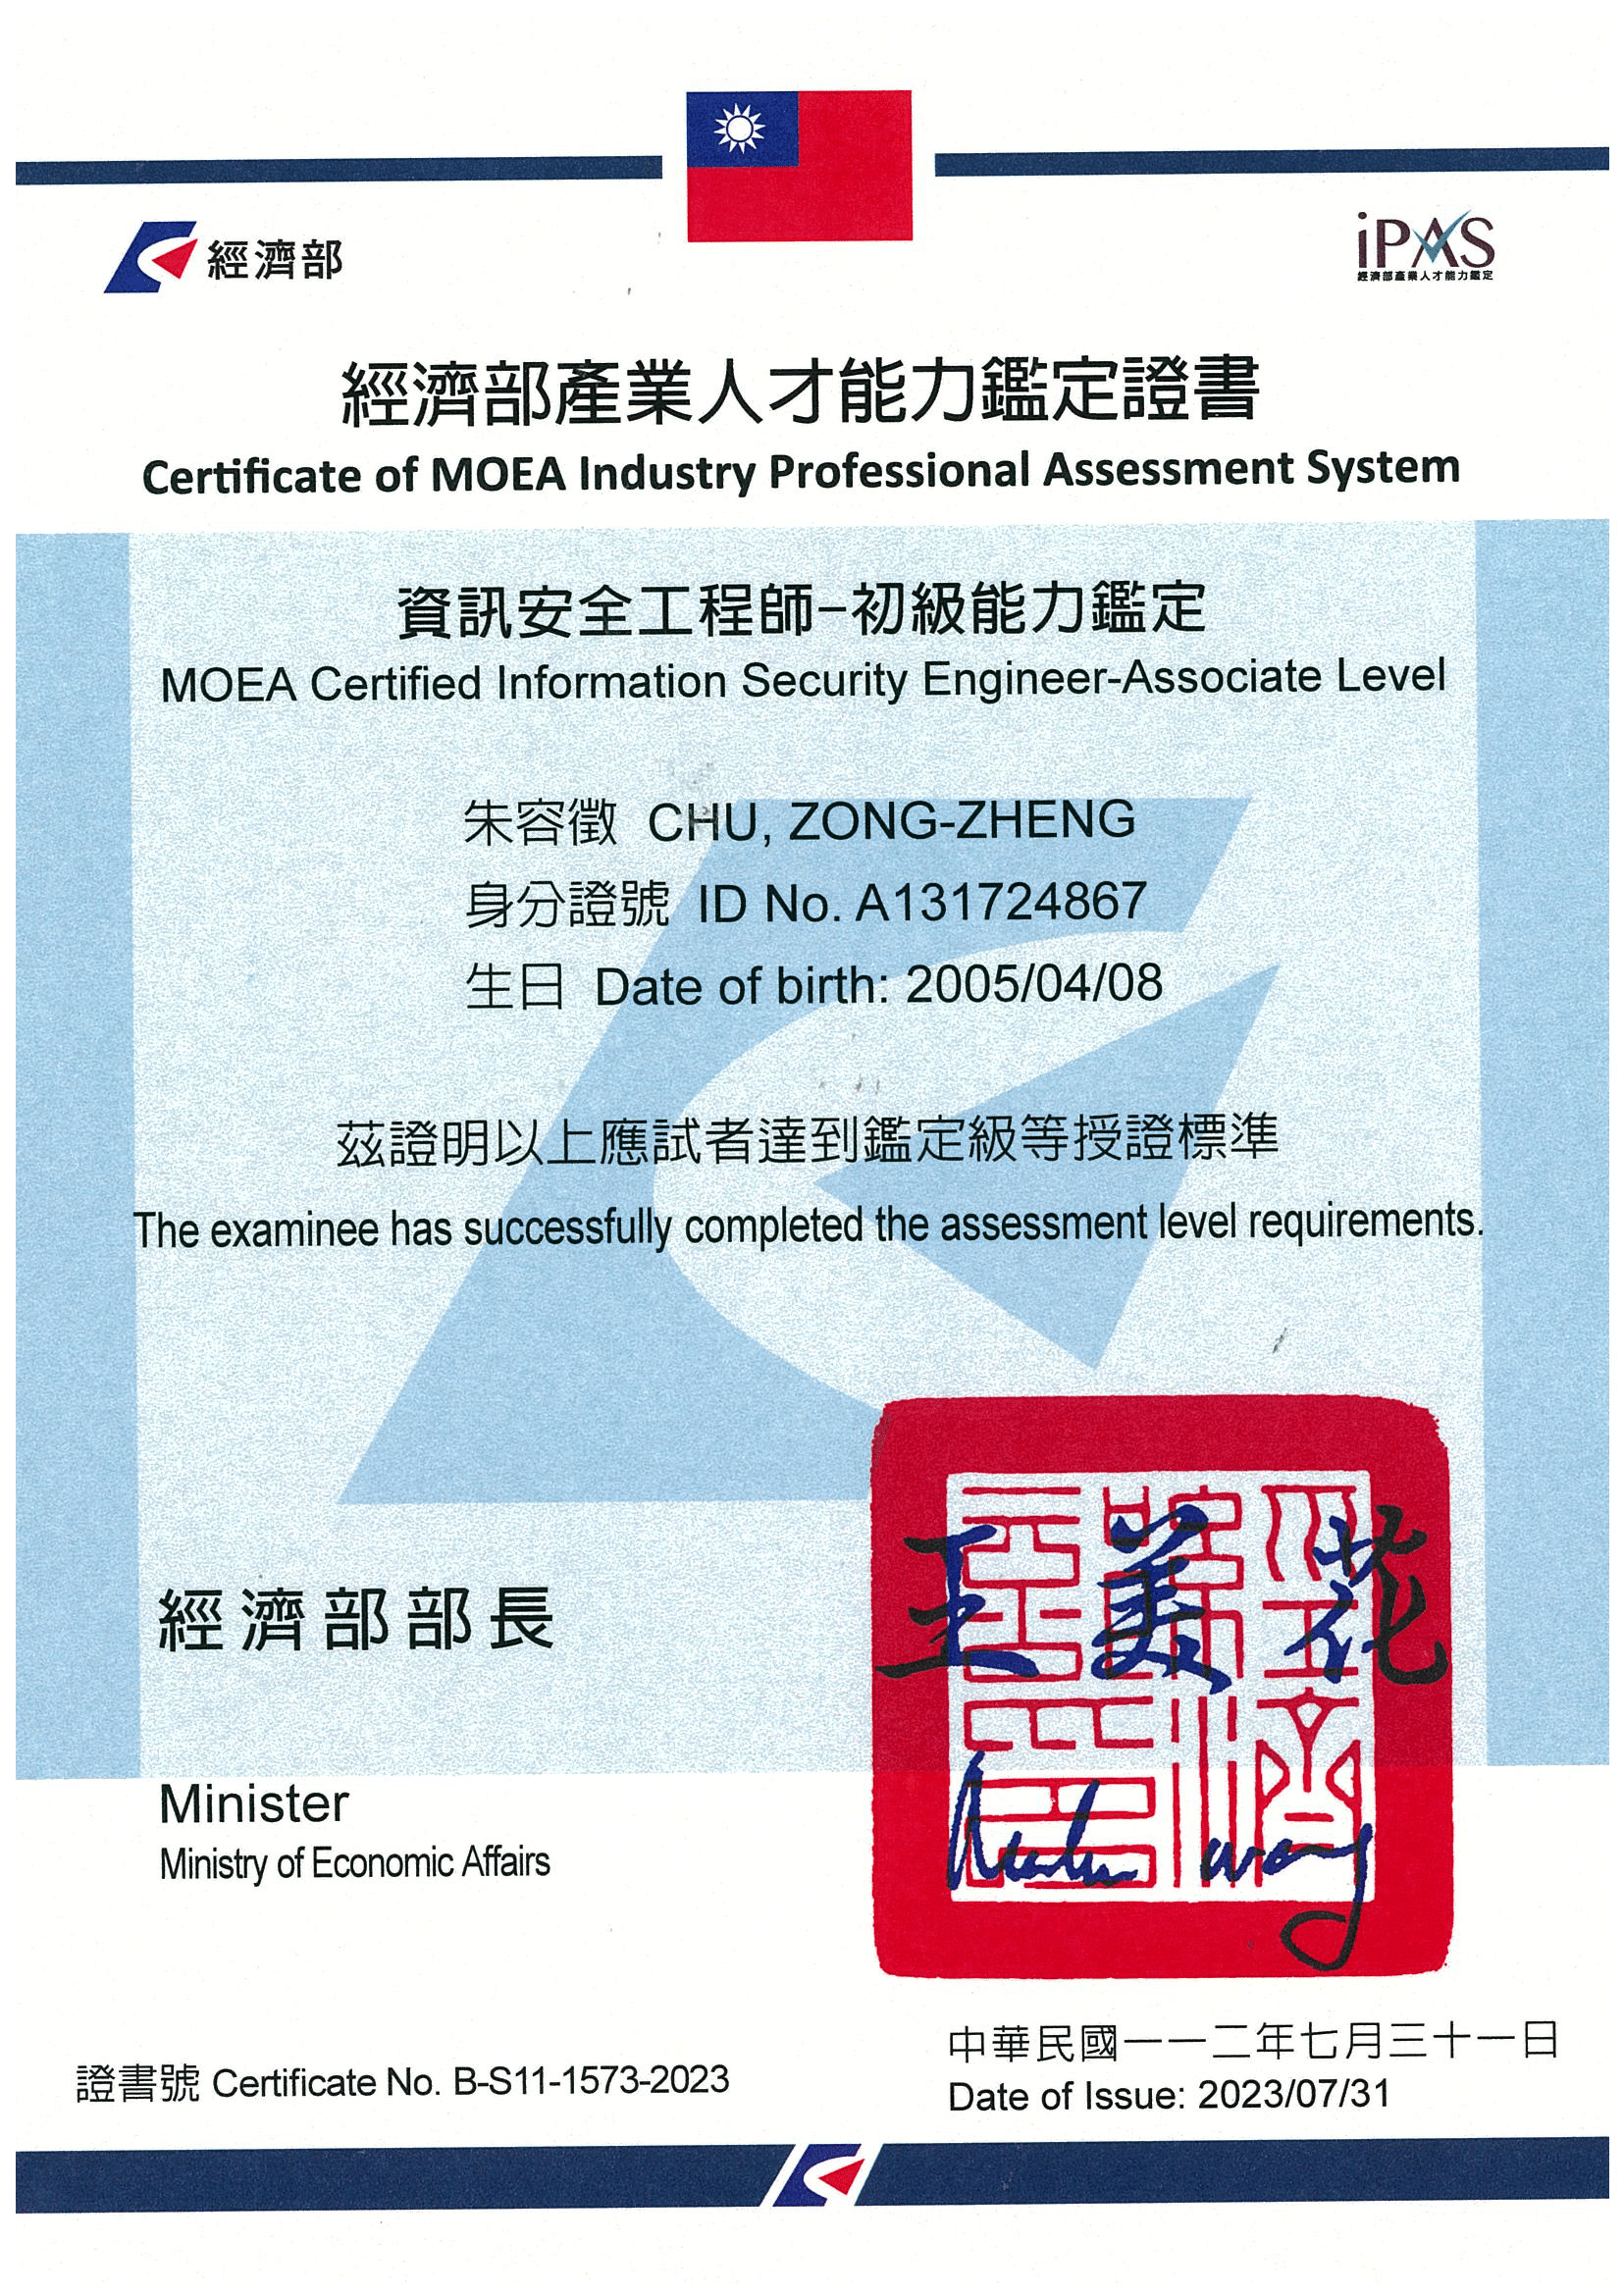 經濟部
iPAS
經濟部產業人才能力鑑定
經濟部產業人才能力鑑定證書
Certificate of MOEA Industry Professional Assessment System
資訊安全工程師-初級能力鑑定
MOEA Certified Information Security Engineer-Associate Level
朱容徵 CHU, ZONG-ZHENG
身分證號 ID No. A131724867
生日 Date of birth: 2005/04/08
茲證明以上應試者達到鑑定級等授證標準
The examinee has successfully completed the assessment level requirements.
經濟部部長
王美花
Minister
Ministry of Economic Affairs
中華民國一一二年七月三十一日
證書號 Certificate No. B-S11-1573-2023
Date of Issue: 2023/07/31